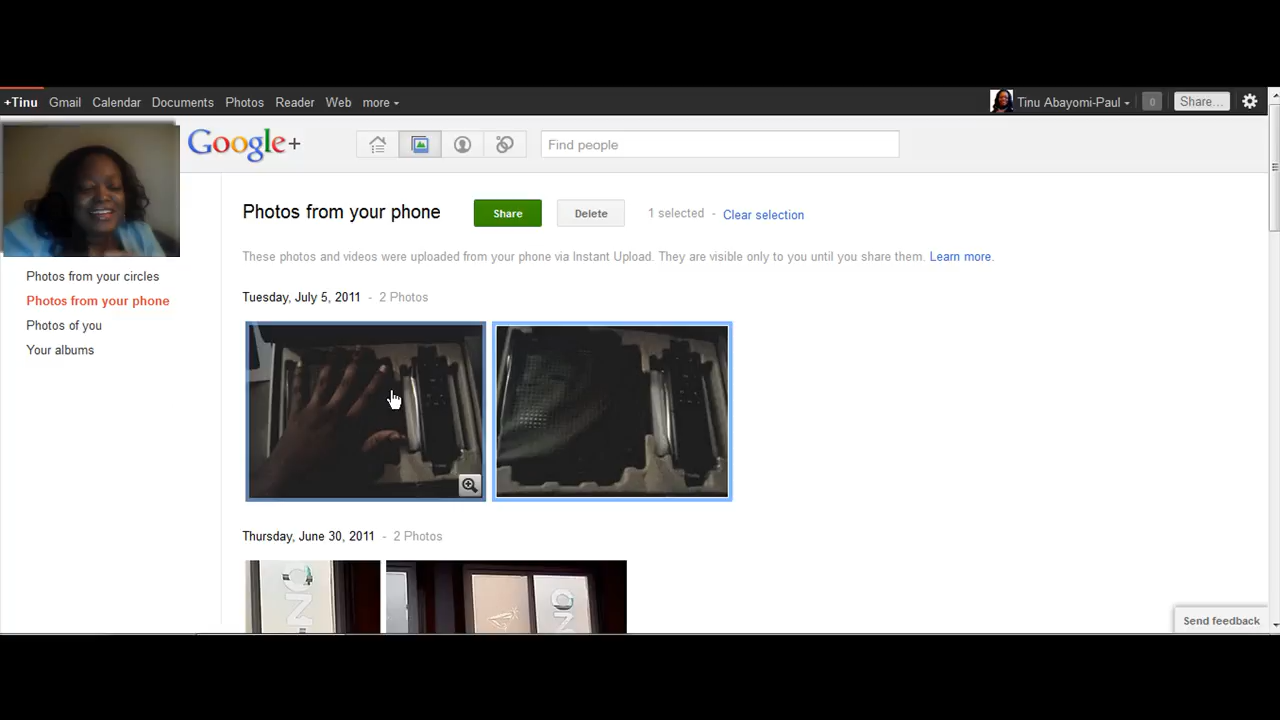 +Tinu Gmail Calendar Documents Photos Reader Web more Tinu Abayomi-Paul 0 Share...
Google+ Find people
Photos from your phone Share Delete 1 selected - Clear selection
These photos and videos were uploaded from your phone via Instant Upload. They are visible only to you until you share them. Learn more.
Photos from your circles
Photos from your phone
Photos of you
Your albums
Tuesday, July 5, 2011 - 2 Photos
Thursday, June 30, 2011 - 2 Photos
Send feedback